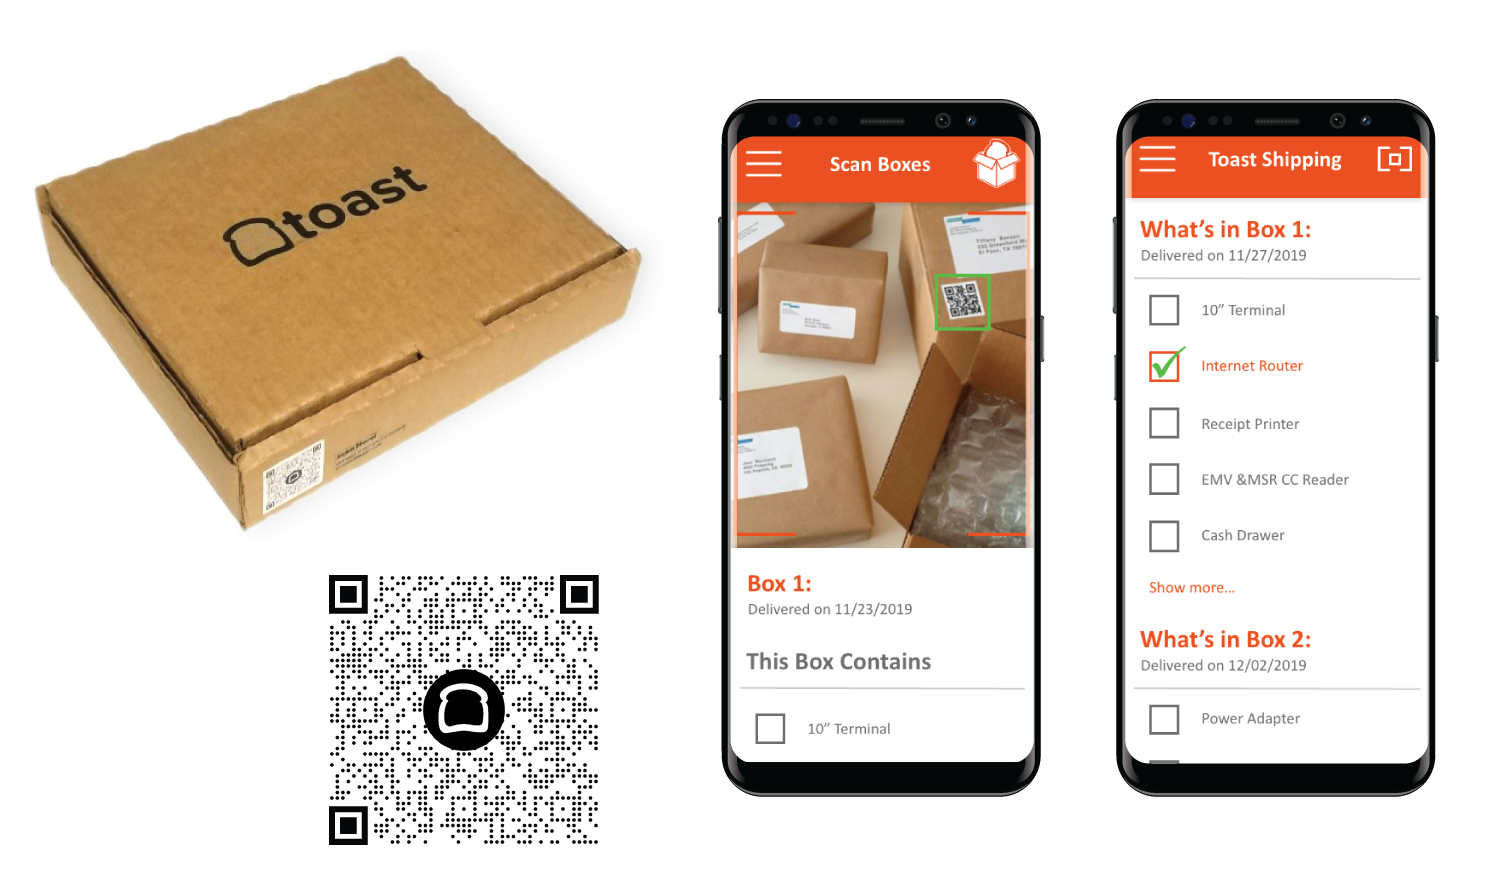 toast
Scan Here!
Scan Boxes
Box 1:
Delivered on 11/23/2019
This Box Contains
10” Terminal
Toast Shipping
What’s in Box 1:
Delivered on 11/27/2019
10” Terminal
Internet Router
Receipt Printer
EMV &MSR CC Reader
Cash Drawer
Show more...
What’s in Box 2:
Delivered on 12/02/2019
Power Adapter